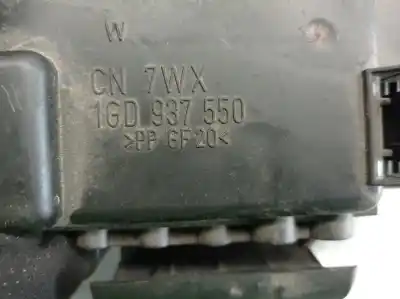 W
CN 7WX
1GD 937 550
>PP GF20<